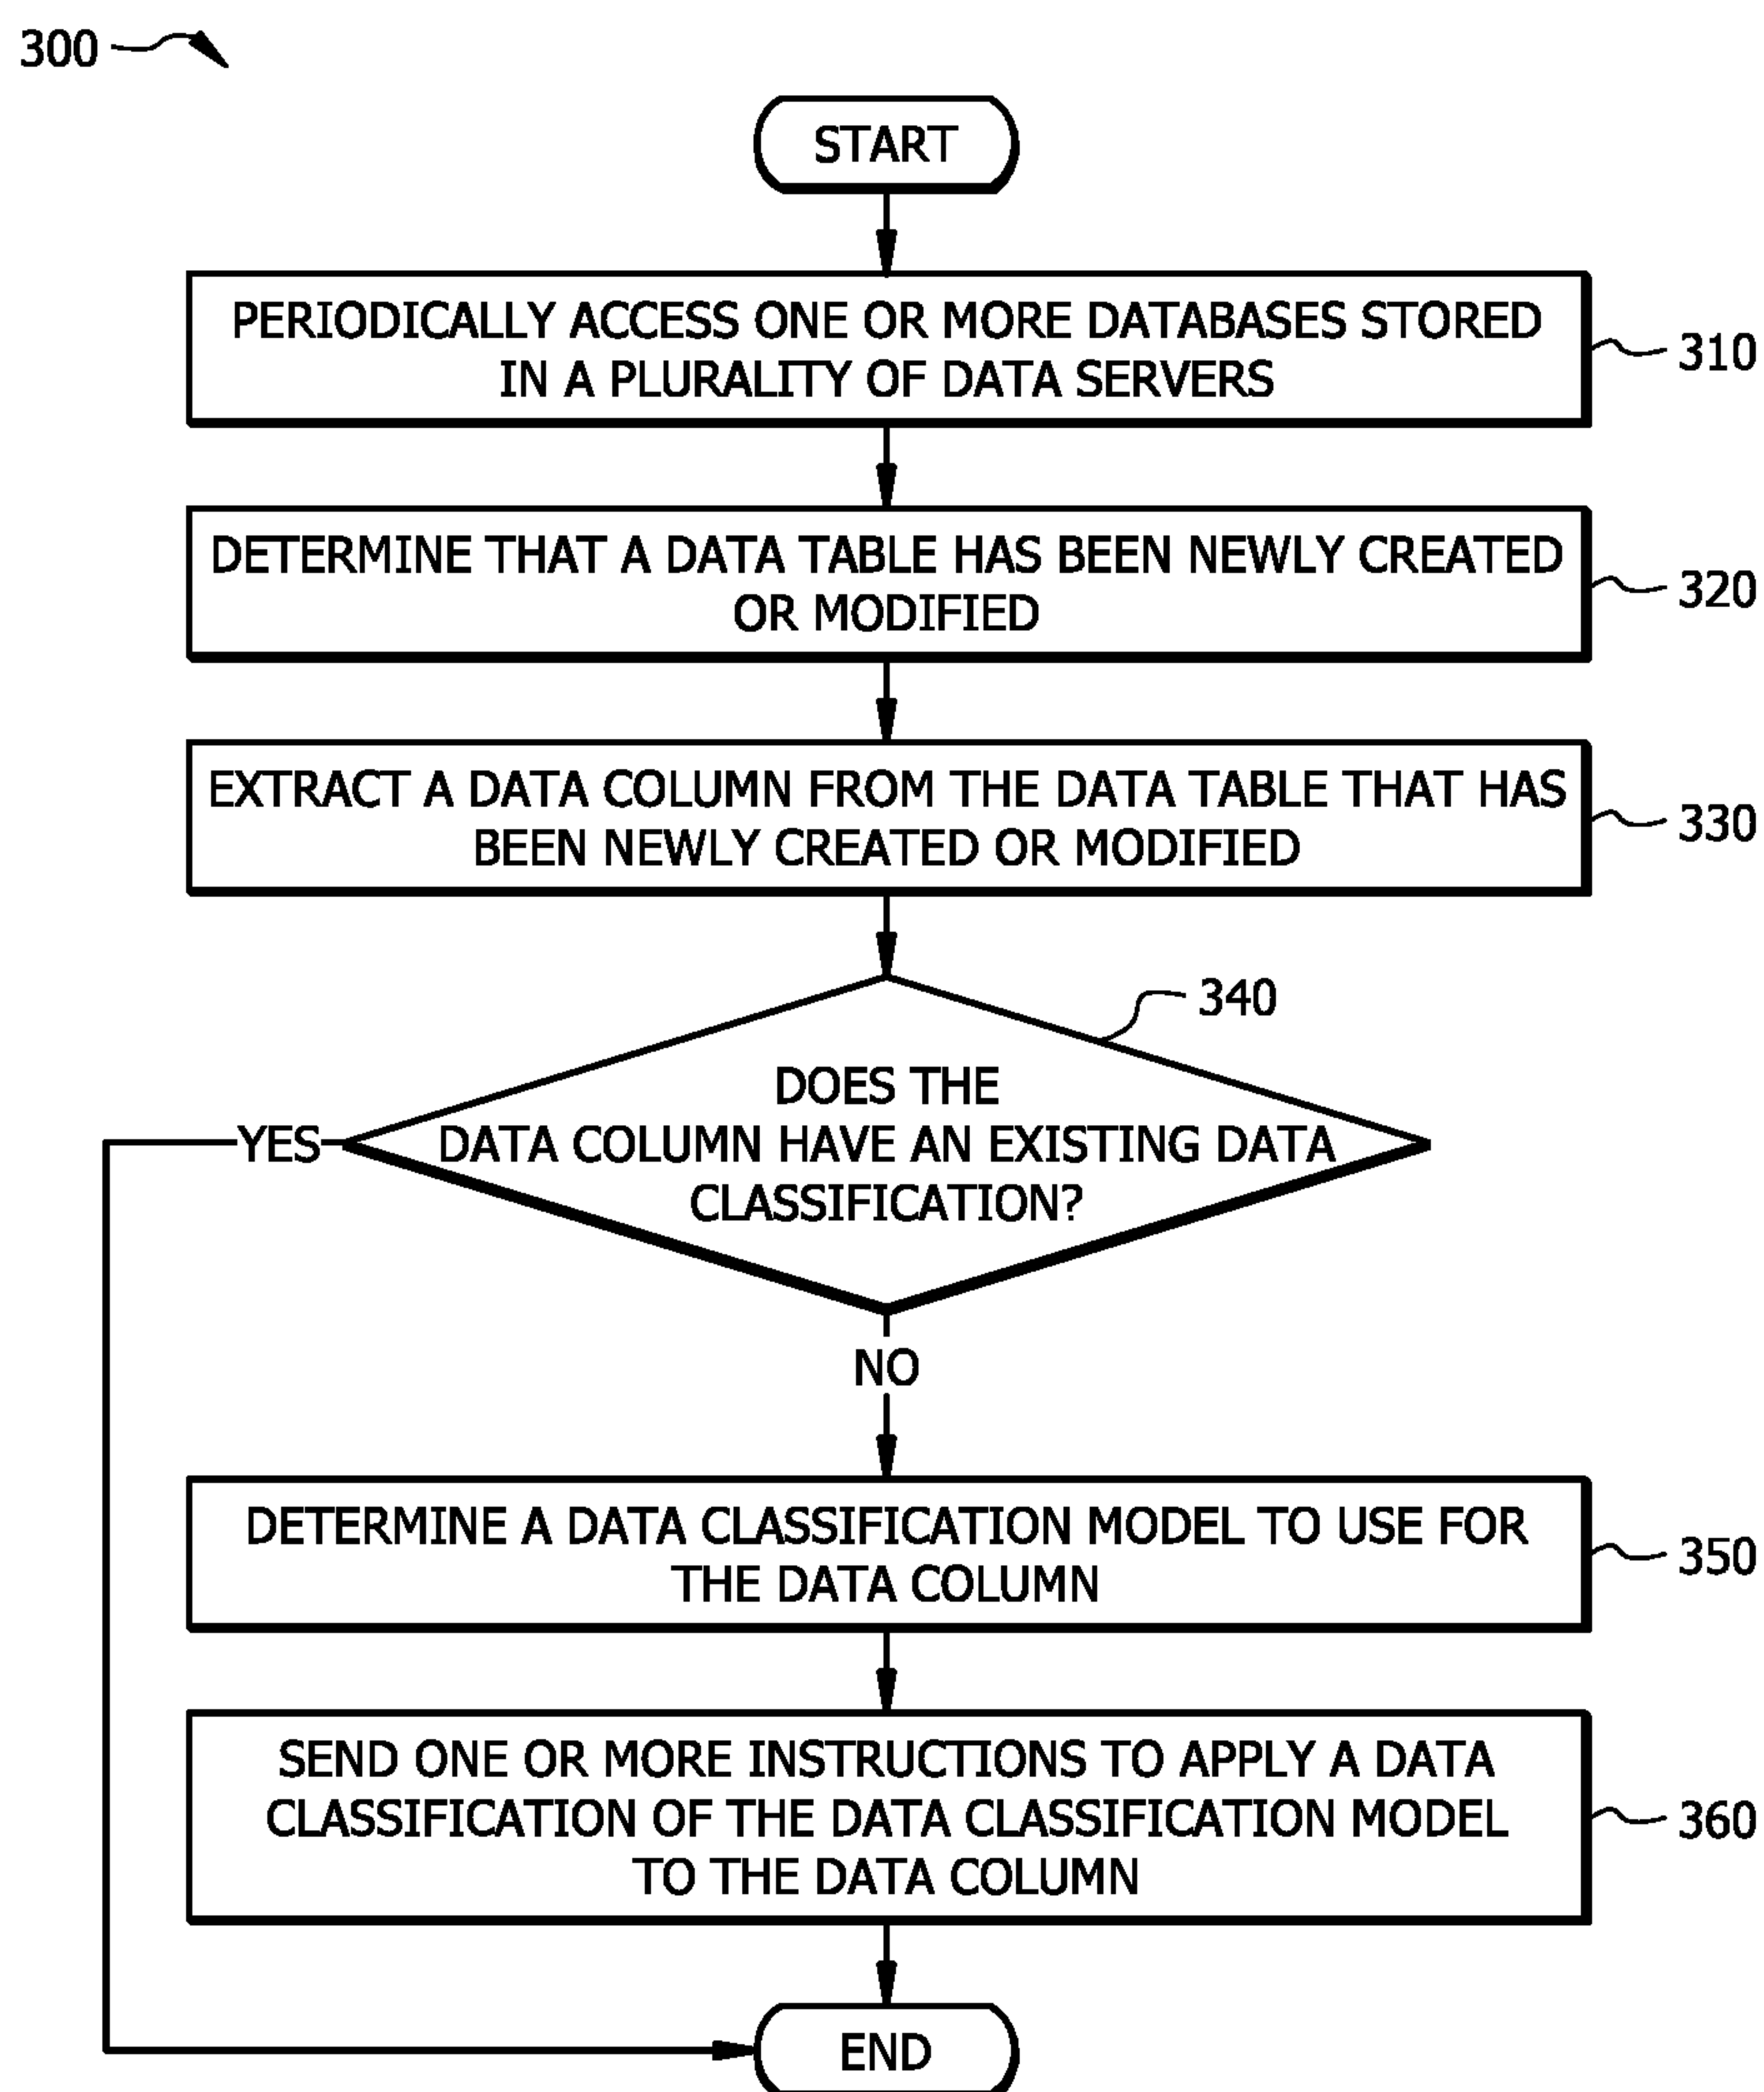 300
START
PERIODICALLY ACCESS ONE OR MORE DATABASES STORED
IN A PLURALITY OF DATA SERVERS
310
DETERMINE THAT A DATA TABLE HAS BEEN NEWLY CREATED
OR MODIFIED
320
EXTRACT A DATA COLUMN FROM THE DATA TABLE THAT HAS
BEEN NEWLY CREATED OR MODIFIED
330
340
DOES THE
DATA COLUMN HAVE AN EXISTING DATA
CLASSIFICATION?
YES
NO
DETERMINE A DATA CLASSIFICATION MODEL TO USE FOR
THE DATA COLUMN
350
SEND ONE OR MORE INSTRUCTIONS TO APPLY A DATA
CLASSIFICATION OF THE DATA CLASSIFICATION MODEL
TO THE DATA COLUMN
360
END